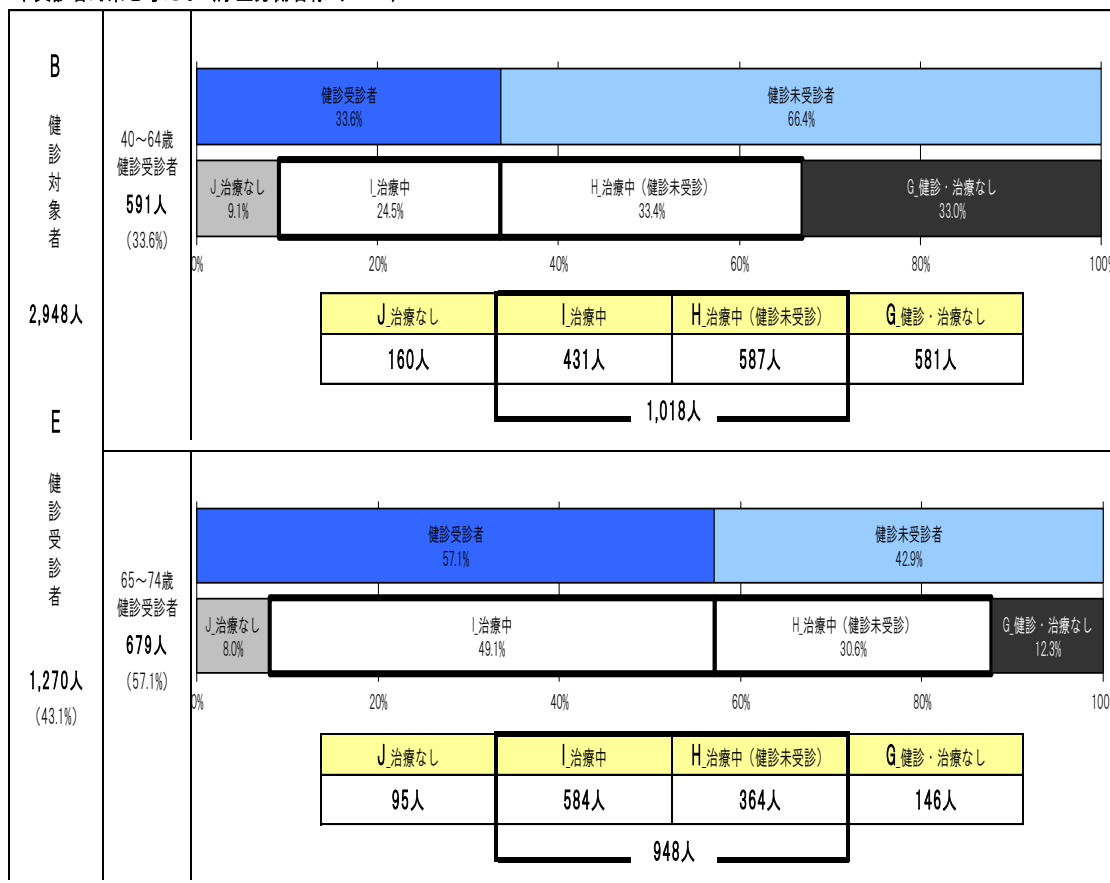 B
健診対象者
2,948人
E
健診受診者
1,270人
(43.1%)
40～64歳
健診受診者
591人
(33.6%)
健診受診者
33.6%
健診未受診者
66.4%
J_治療なし
9.1%
I_治療中
24.5%
H_治療中（健診未受診）
33.4%
G_健診・治療なし
33.0%
0% 20% 40% 60% 80% 100%
J_治療なし I_治療中 H_治療中（健診未受診） G_健診・治療なし
160人 431人 587人 581人
1,018人
65～74歳
健診受診者
679人
(57.1%)
健診受診者
57.1%
健診未受診者
42.9%
J_治療なし
8.0%
I_治療中
49.1%
H_治療中（健診未受診）
30.6%
G_健診・治療なし
12.3%
0% 20% 40% 60% 80% 100
J_治療なし I_治療中 H_治療中（健診未受診） G_健診・治療なし
95人 584人 364人 146人
948人